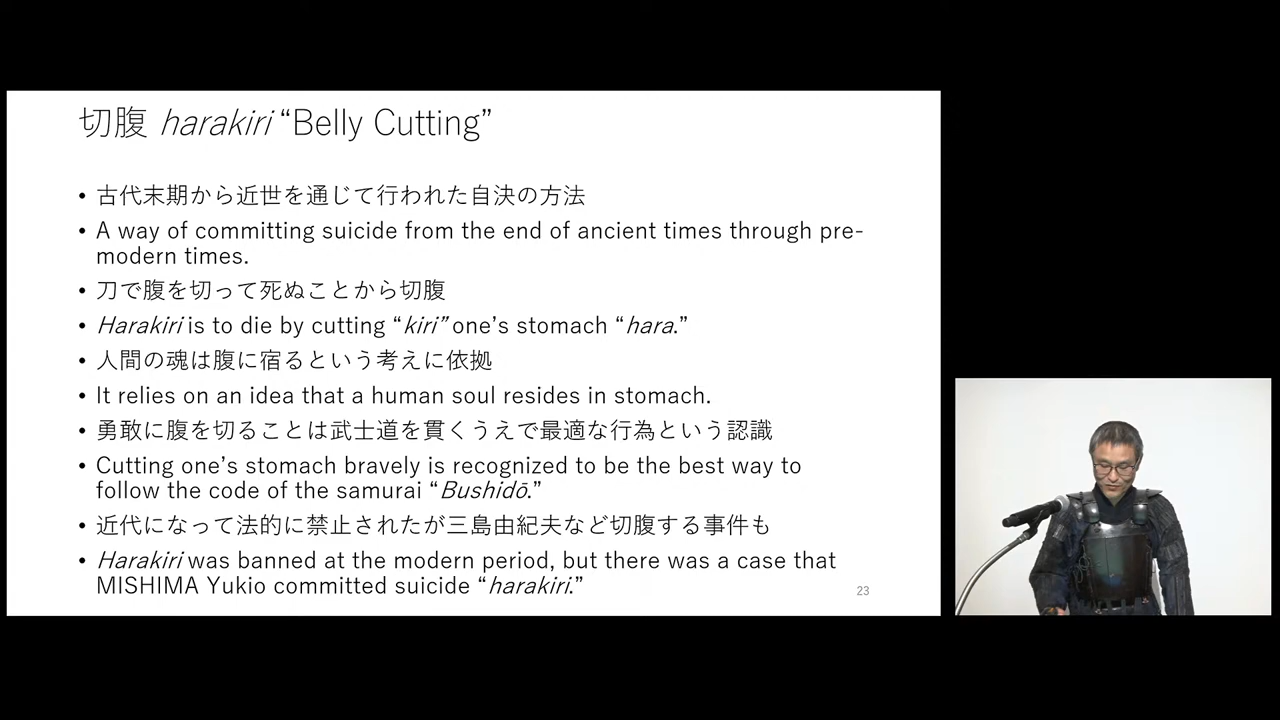 切腹 harakiri “Belly Cutting”
• 古代末期から近世を通じて行われた自決の方法
• A way of committing suicide from the end of ancient times through pre-
modern times.
• 刀で腹を切って死ぬことから切腹
• Harakiri is to die by cutting “kiri” one’s stomach “hara.”
• 人間の魂は腹に宿るという考えに依拠
• It relies on an idea that a human soul resides in stomach.
• 勇敢に腹を切ることは武士道を貫くうえで最適な行為という認識
• Cutting one’s stomach bravely is recognized to be the best way to
follow the code of the samurai “Bushidō.”
• 近代になって法的に禁止されたが三島由紀夫など切腹する事件も
• Harakiri was banned at the modern period, but there was a case that
MISHIMA Yukio committed suicide “harakiri.”
23